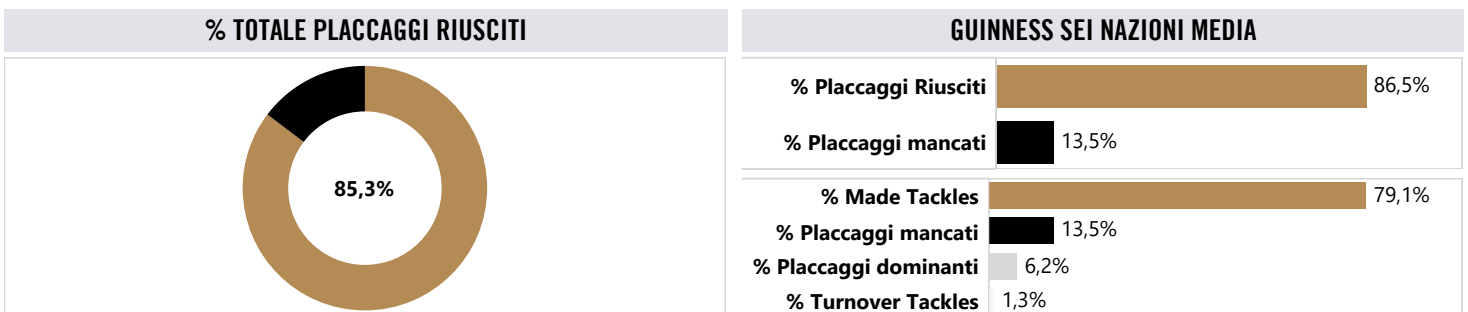 % TOTALE PLACCAGGI RIUSCITI
85,3%
GUINNESS SEI NAZIONI MEDIA
% Placcaggi Riusciti 86,5%
% Placcaggi mancati 13,5%
% Made Tackles 79,1%
% Placcaggi mancati 13,5%
% Placcaggi dominanti 6,2%
% Turnover Tackles 1,3%